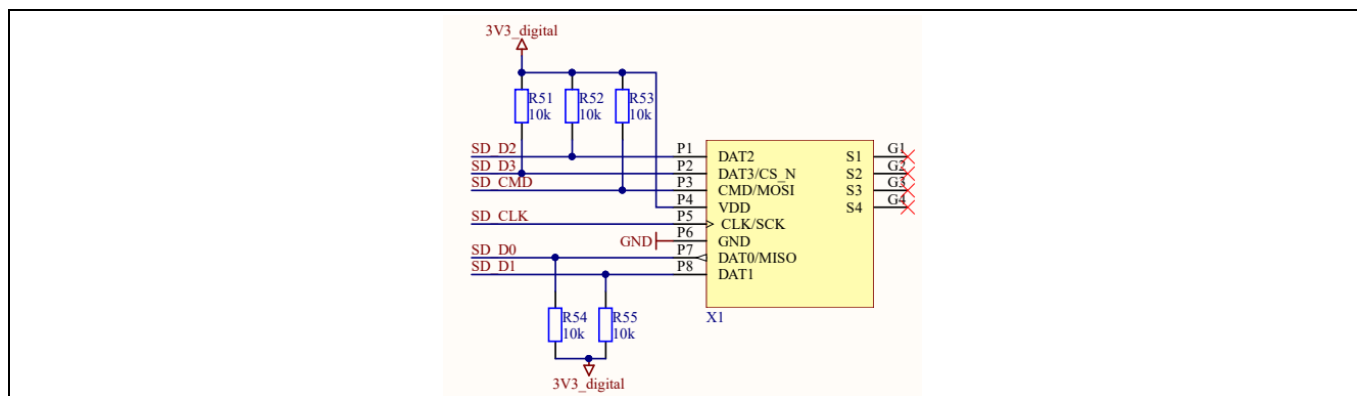 3V3_digital
R51 R52 R53
10k 10k 10k
SD_D2 P1 DAT2 S1 G1
SD_D3 P2 DAT3/CS_N S2 G2
SD_CMD P3 CMD/MOSI S3 G3
P4 VDD S4 G4
SD_CLK P5 CLK/SCK
GND P6 GND
SD_D0 P7 DAT0/MISO
SD_D1 P8 DAT1
R54 R55 X1
10k 10k
3V3_digital